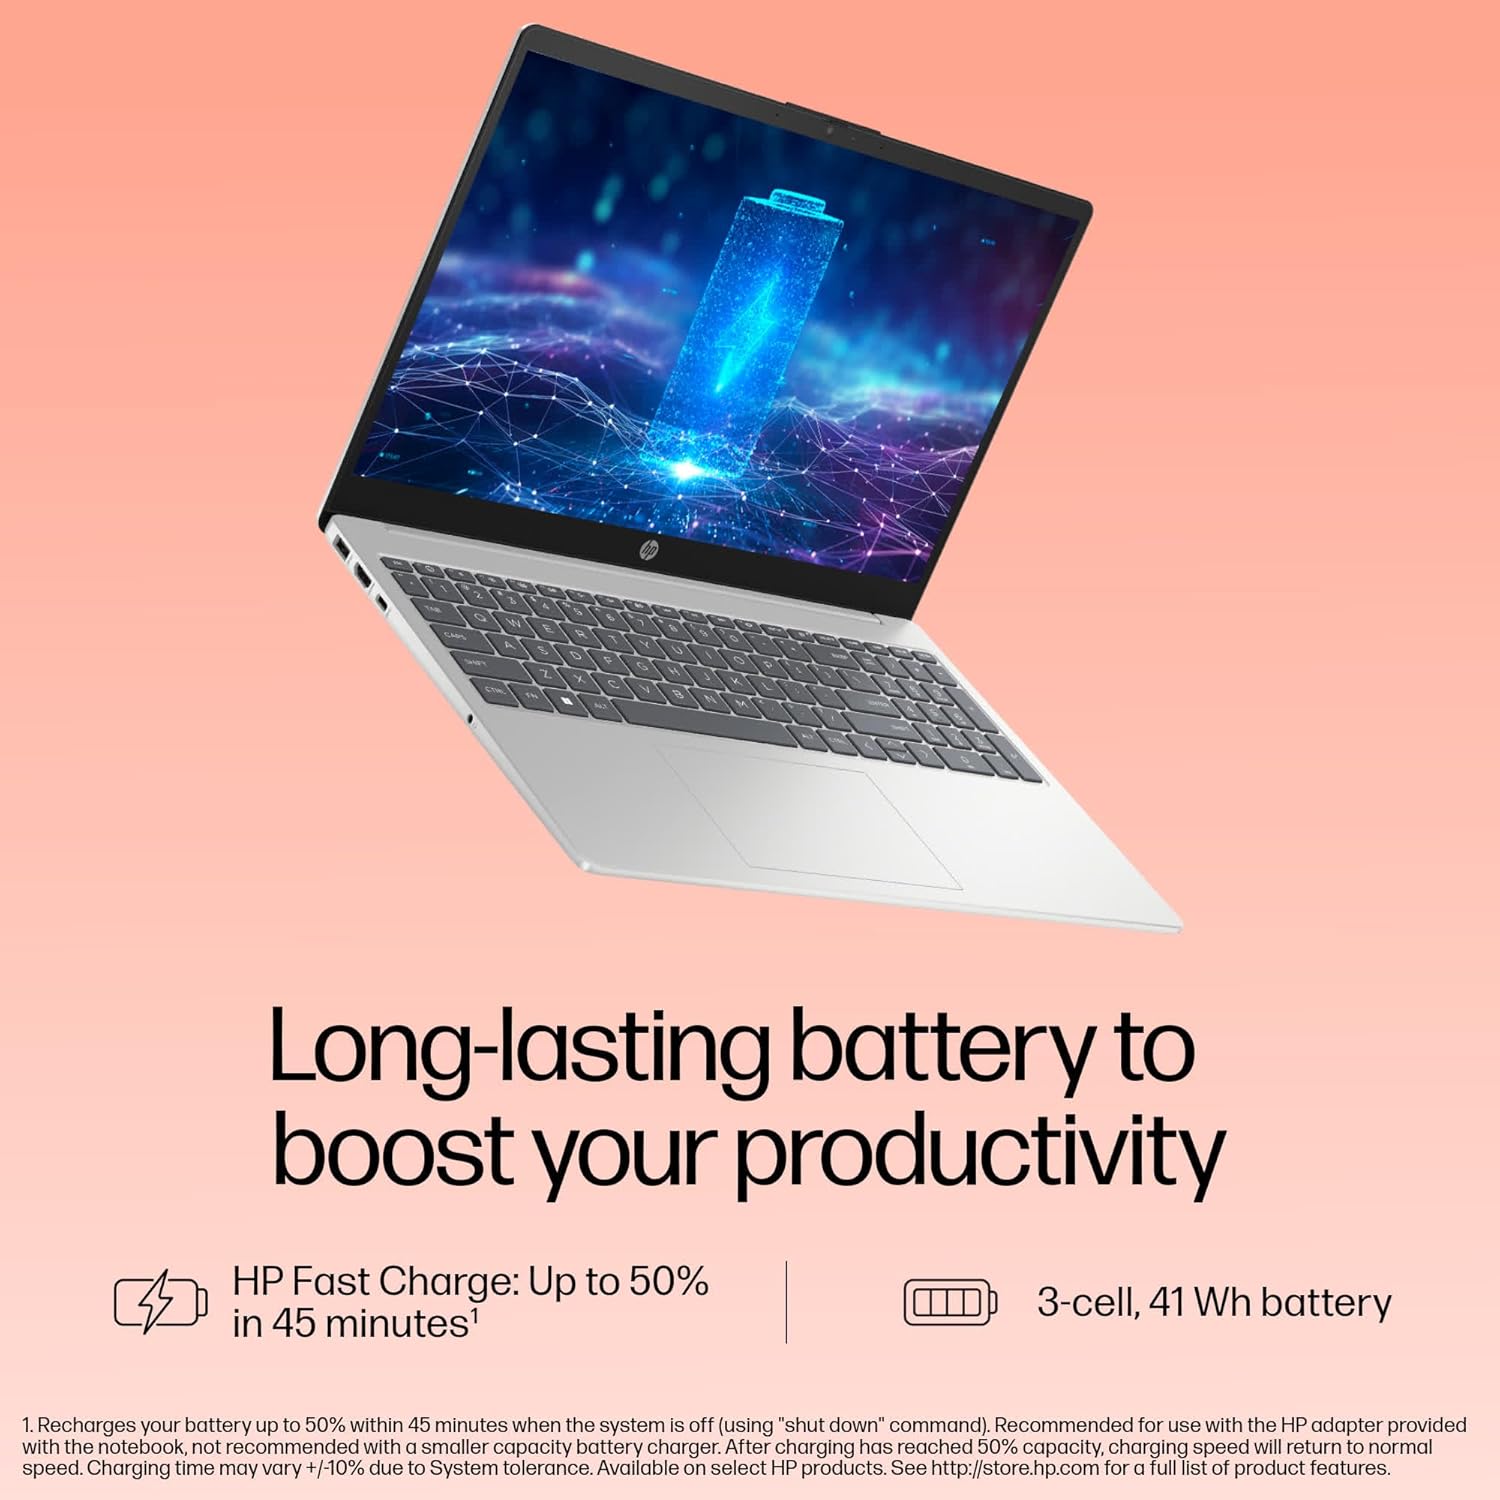 hp
Long-lasting battery to
boost your productivity
HP Fast Charge: Up to 50%
in 45 minutes¹
3-cell, 41 Wh battery
1. Recharges your battery up to 50% within 45 minutes when the system is off (using "shut down" command). Recommended for use with the HP adapter provided
with the notebook, not recommended with a smaller capacity battery charger. After charging has reached 50% capacity, charging speed will return to normal
speed. Charging time may vary +/-10% due to System tolerance. Available on select HP products. See http://store.hp.com for a full list of product features.